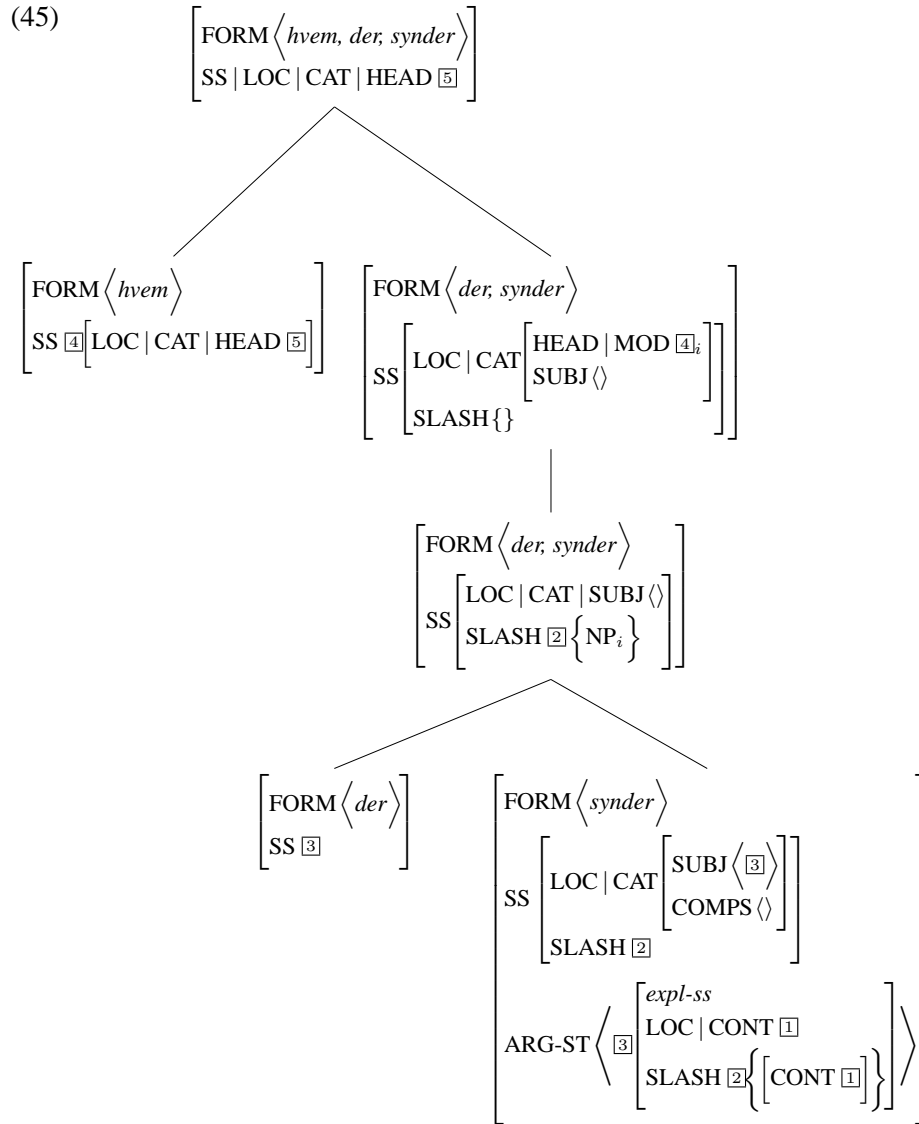 (45)
FORM ⟨hvem, der, synder⟩
SS | LOC | CAT | HEAD 5
FORM ⟨hvem⟩
SS 4 [LOC | CAT | HEAD 5]
FORM ⟨der, synder⟩
HEAD | MOD 4 i
LOC | CAT
SUBJ ⟨⟩
SS
SLASH {}
FORM ⟨der, synder⟩
LOC | CAT | SUBJ ⟨⟩
SS
SLASH 2 {NP i}
FORM ⟨der⟩
SS 3
FORM ⟨synder⟩
SUBJ ⟨3⟩
LOC | CAT
COMPS ⟨⟩
SS
SLASH 2
expl-ss
LOC | CONT 1
ARG-ST ⟨3
SLASH 2 {[CONT 1]}⟩